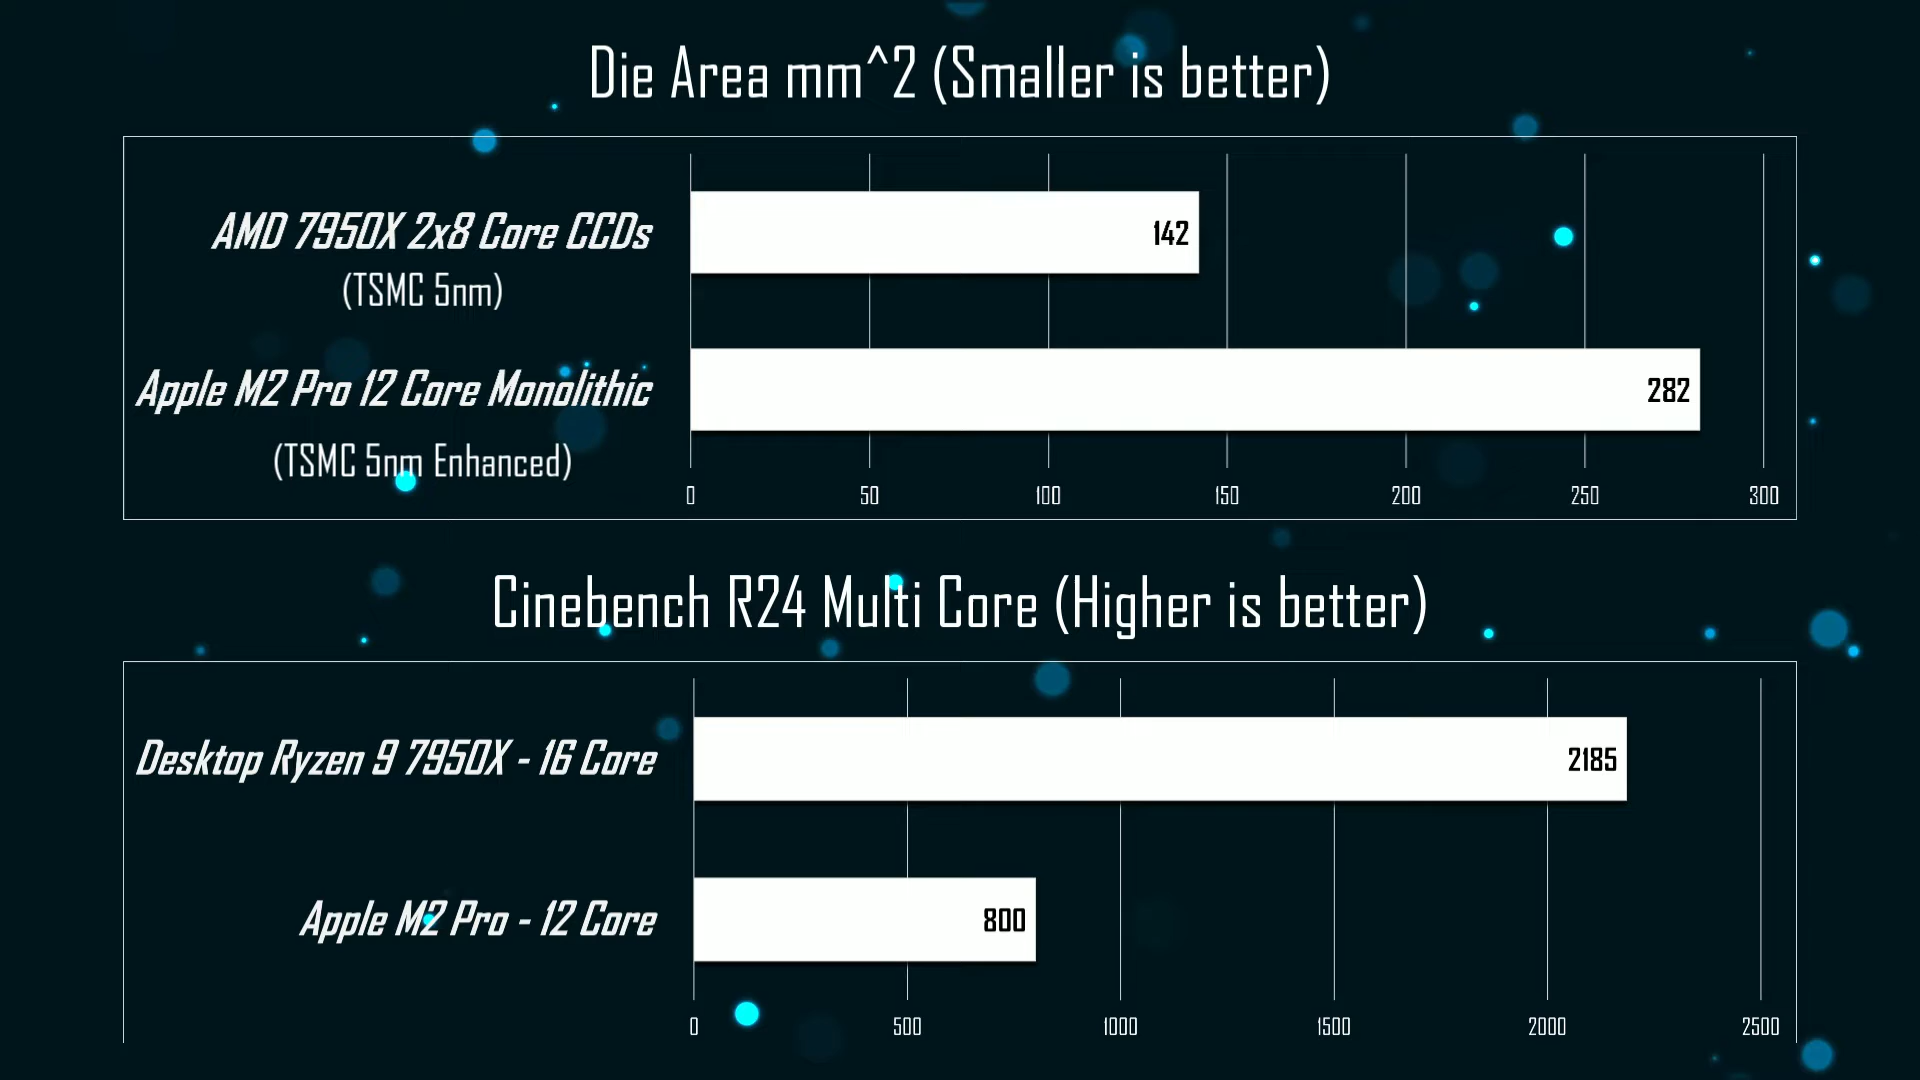 Die Area mm^2 (Smaller is better)
AMD 7950X 2x8 Core CCDs
(TSMC 5nm)
142
Apple M2 Pro 12 Core Monolithic
(TSMC 5nm Enhanced)
282
0 50 100 150 200 250 300
Cinebench R24 Multi Core (Higher is better)
Desktop Ryzen 9 7950X - 16 Core
2185
Apple M2 Pro - 12 Core
800
0 500 1000 1500 2000 2500